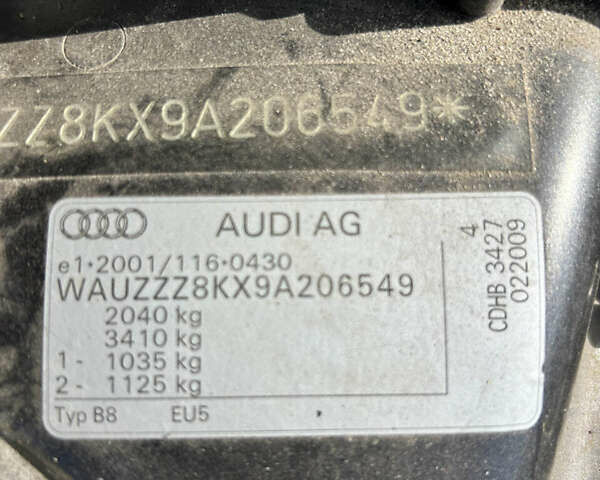 ZZ8KX9A206549*
AUDI AG
e1*2001/116*0430
WAUZZZ8KX9A206549
2040 kg
3410 kg
1- 1035 kg
2- 1125 kg
Typ B8 EU5
4
CDHB 3427
022009